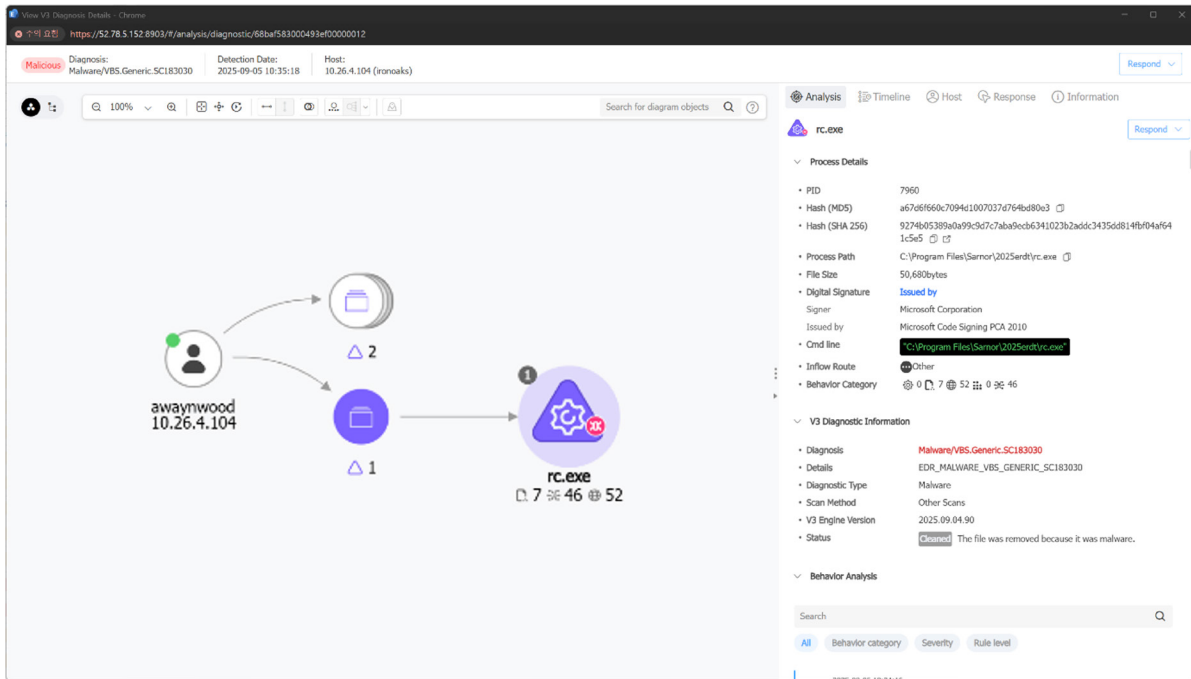 View V3 Diagnosis Details - Chrome
주의 요함 https://52.78.5.152:8903/#/analysis/diagnostic/68baf583000493ef00000012
Malicious
Diagnosis:
Malware/VBS.Generic.SC183030
Detection Date:
2025-09-05 10:35:18
Host:
10.26.4.104 (ironoaks)
Respond
100%
Search for diagram objects
Analysis Timeline Host Response Information
rc.exe
Respond
Process Details
PID 7960
Hash (MD5) a67d6f660c7094d1007037d764bd80e3
Hash (SHA 256) 9274b05389a0a99c9d7c7aba9ecb6341023b2addc3435dd814fbf04af64
1c5e5
Process Path C:\Program Files\Sarnor\2025erdt\rc.exe
File Size 50,680bytes
Digital Signature Issued by
Signer Microsoft Corporation
Issued by Microsoft Code Signing PCA 2010
Cmd line "C:\Program Files\Sarnor\2025erdt\rc.exe"
Inflow Route Other
Behavior Category 0 7 52 0 46
V3 Diagnostic Information
Diagnosis Malware/VBS.Generic.SC183030
Details EDR_MALWARE_VBS_GENERIC_SC183030
Diagnostic Type Malware
Scan Method Other Scans
V3 Engine Version 2025.09.04.90
Status Cleaned The file was removed because it was malware.
Behavior Analysis
Search
All Behavior category Severity Rule level
2
awaynwood
10.26.4.104
1
1
rc.exe
7 46 52